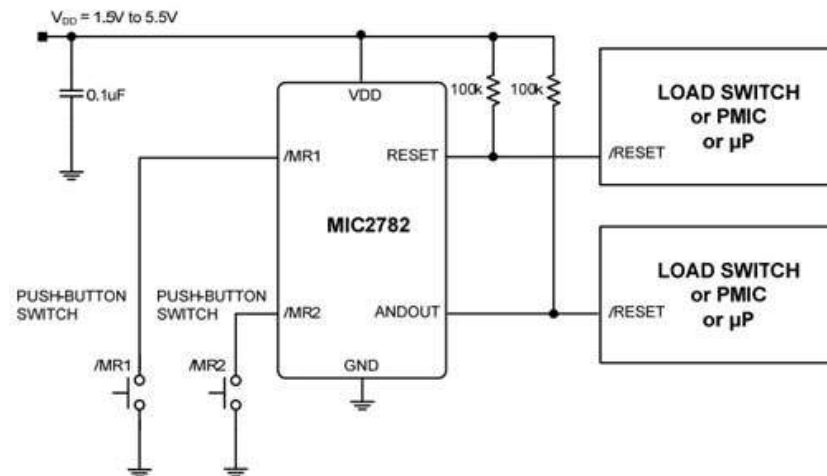 V_DD = 1.5V to 5.5V
0.1uF
VDD
100k
100k
LOAD SWITCH
or PMIC
or µP
/RESET
/MR1
RESET
MIC2782
PUSH-BUTTON
SWITCH
PUSH-BUTTON
SWITCH
/MR2
ANDOUT
LOAD SWITCH
or PMIC
or µP
/RESET
GND
/MR1
/MR2